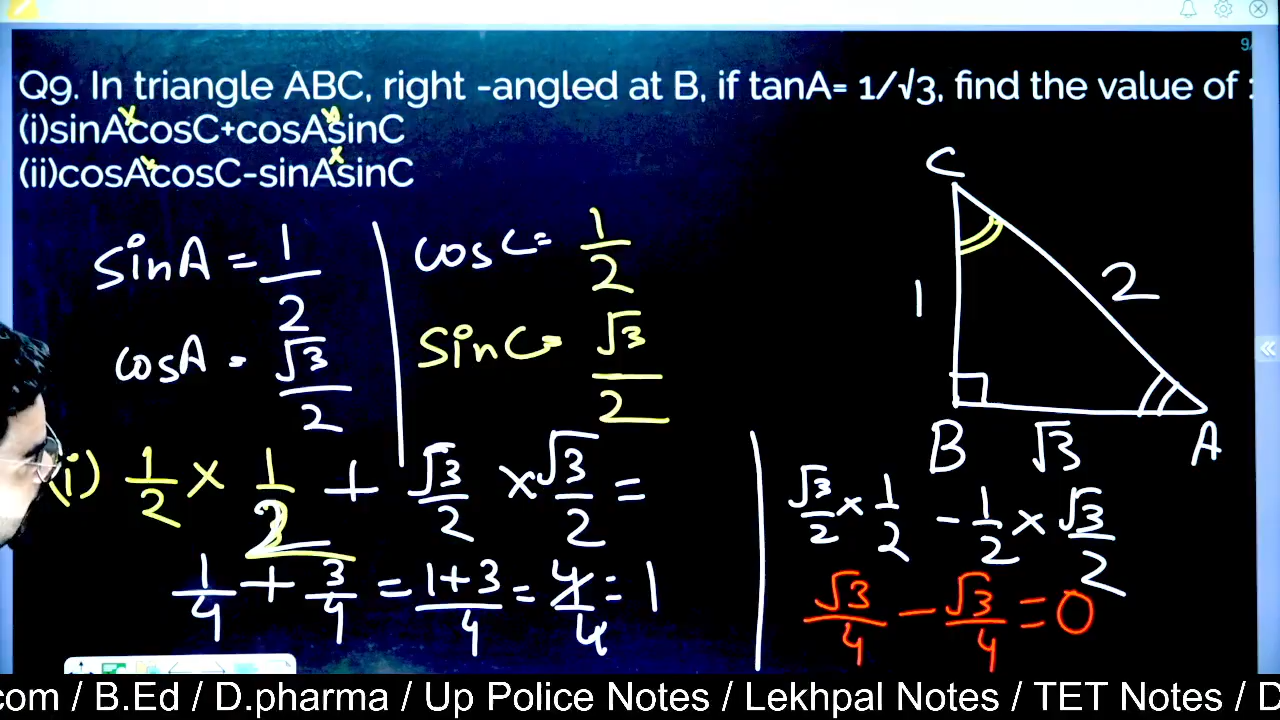 9/
Q9. In triangle ABC, right -angled at B, if tanA= 1/√3, find the value of :
(i)sinAcosC+cosAsinC
(ii)cosAcosC-sinAsinC
sinA = 1/2
cosA = √3/2
cosC = 1/2
sinC = √3/2
C
1
2
B
√3
A
(i) 1/2 × 1/2 + √3/2 × √3/2 =
1/4 + 3/4 = 1+3/4 = 4/4 = 1
√3/2 × 1/2 - 1/2 × √3/2
√3/4 - √3/4 = 0
com / B.Ed / D.pharma / Up Police Notes / Lekhpal Notes / TET Notes / D